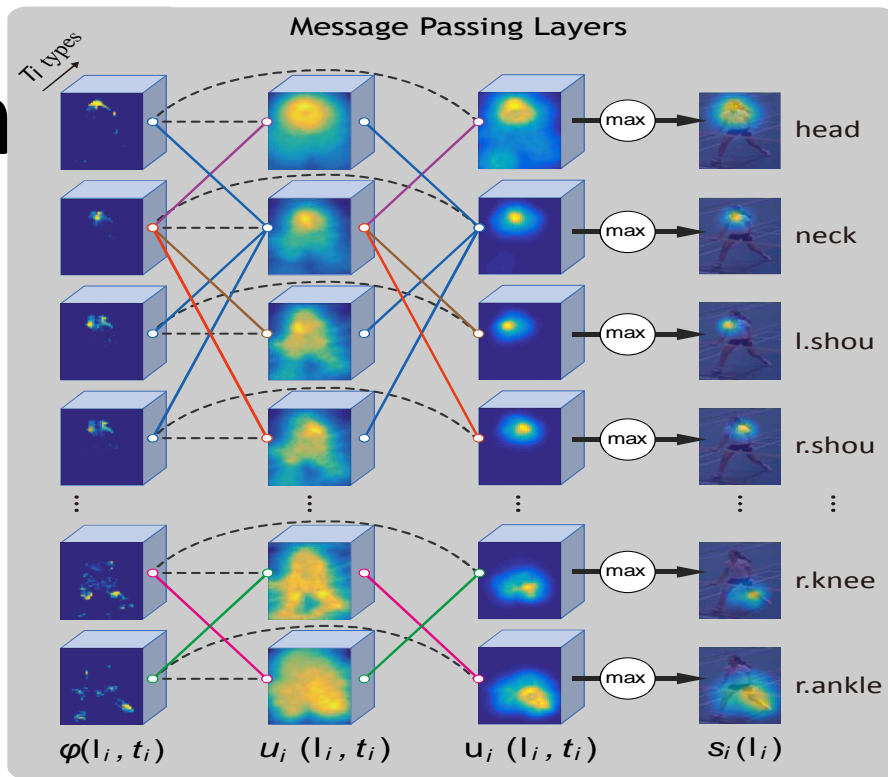 Message Passing Layers
Ti types
max head
max neck
max l.shou
max r.shou
⋮ ⋮ ⋮ ⋮ ⋮
max r.knee
max r.ankle
φ(l_i, t_i) u_i (l_i, t_i) u_i (l_i, t_i) s_i(l_i)